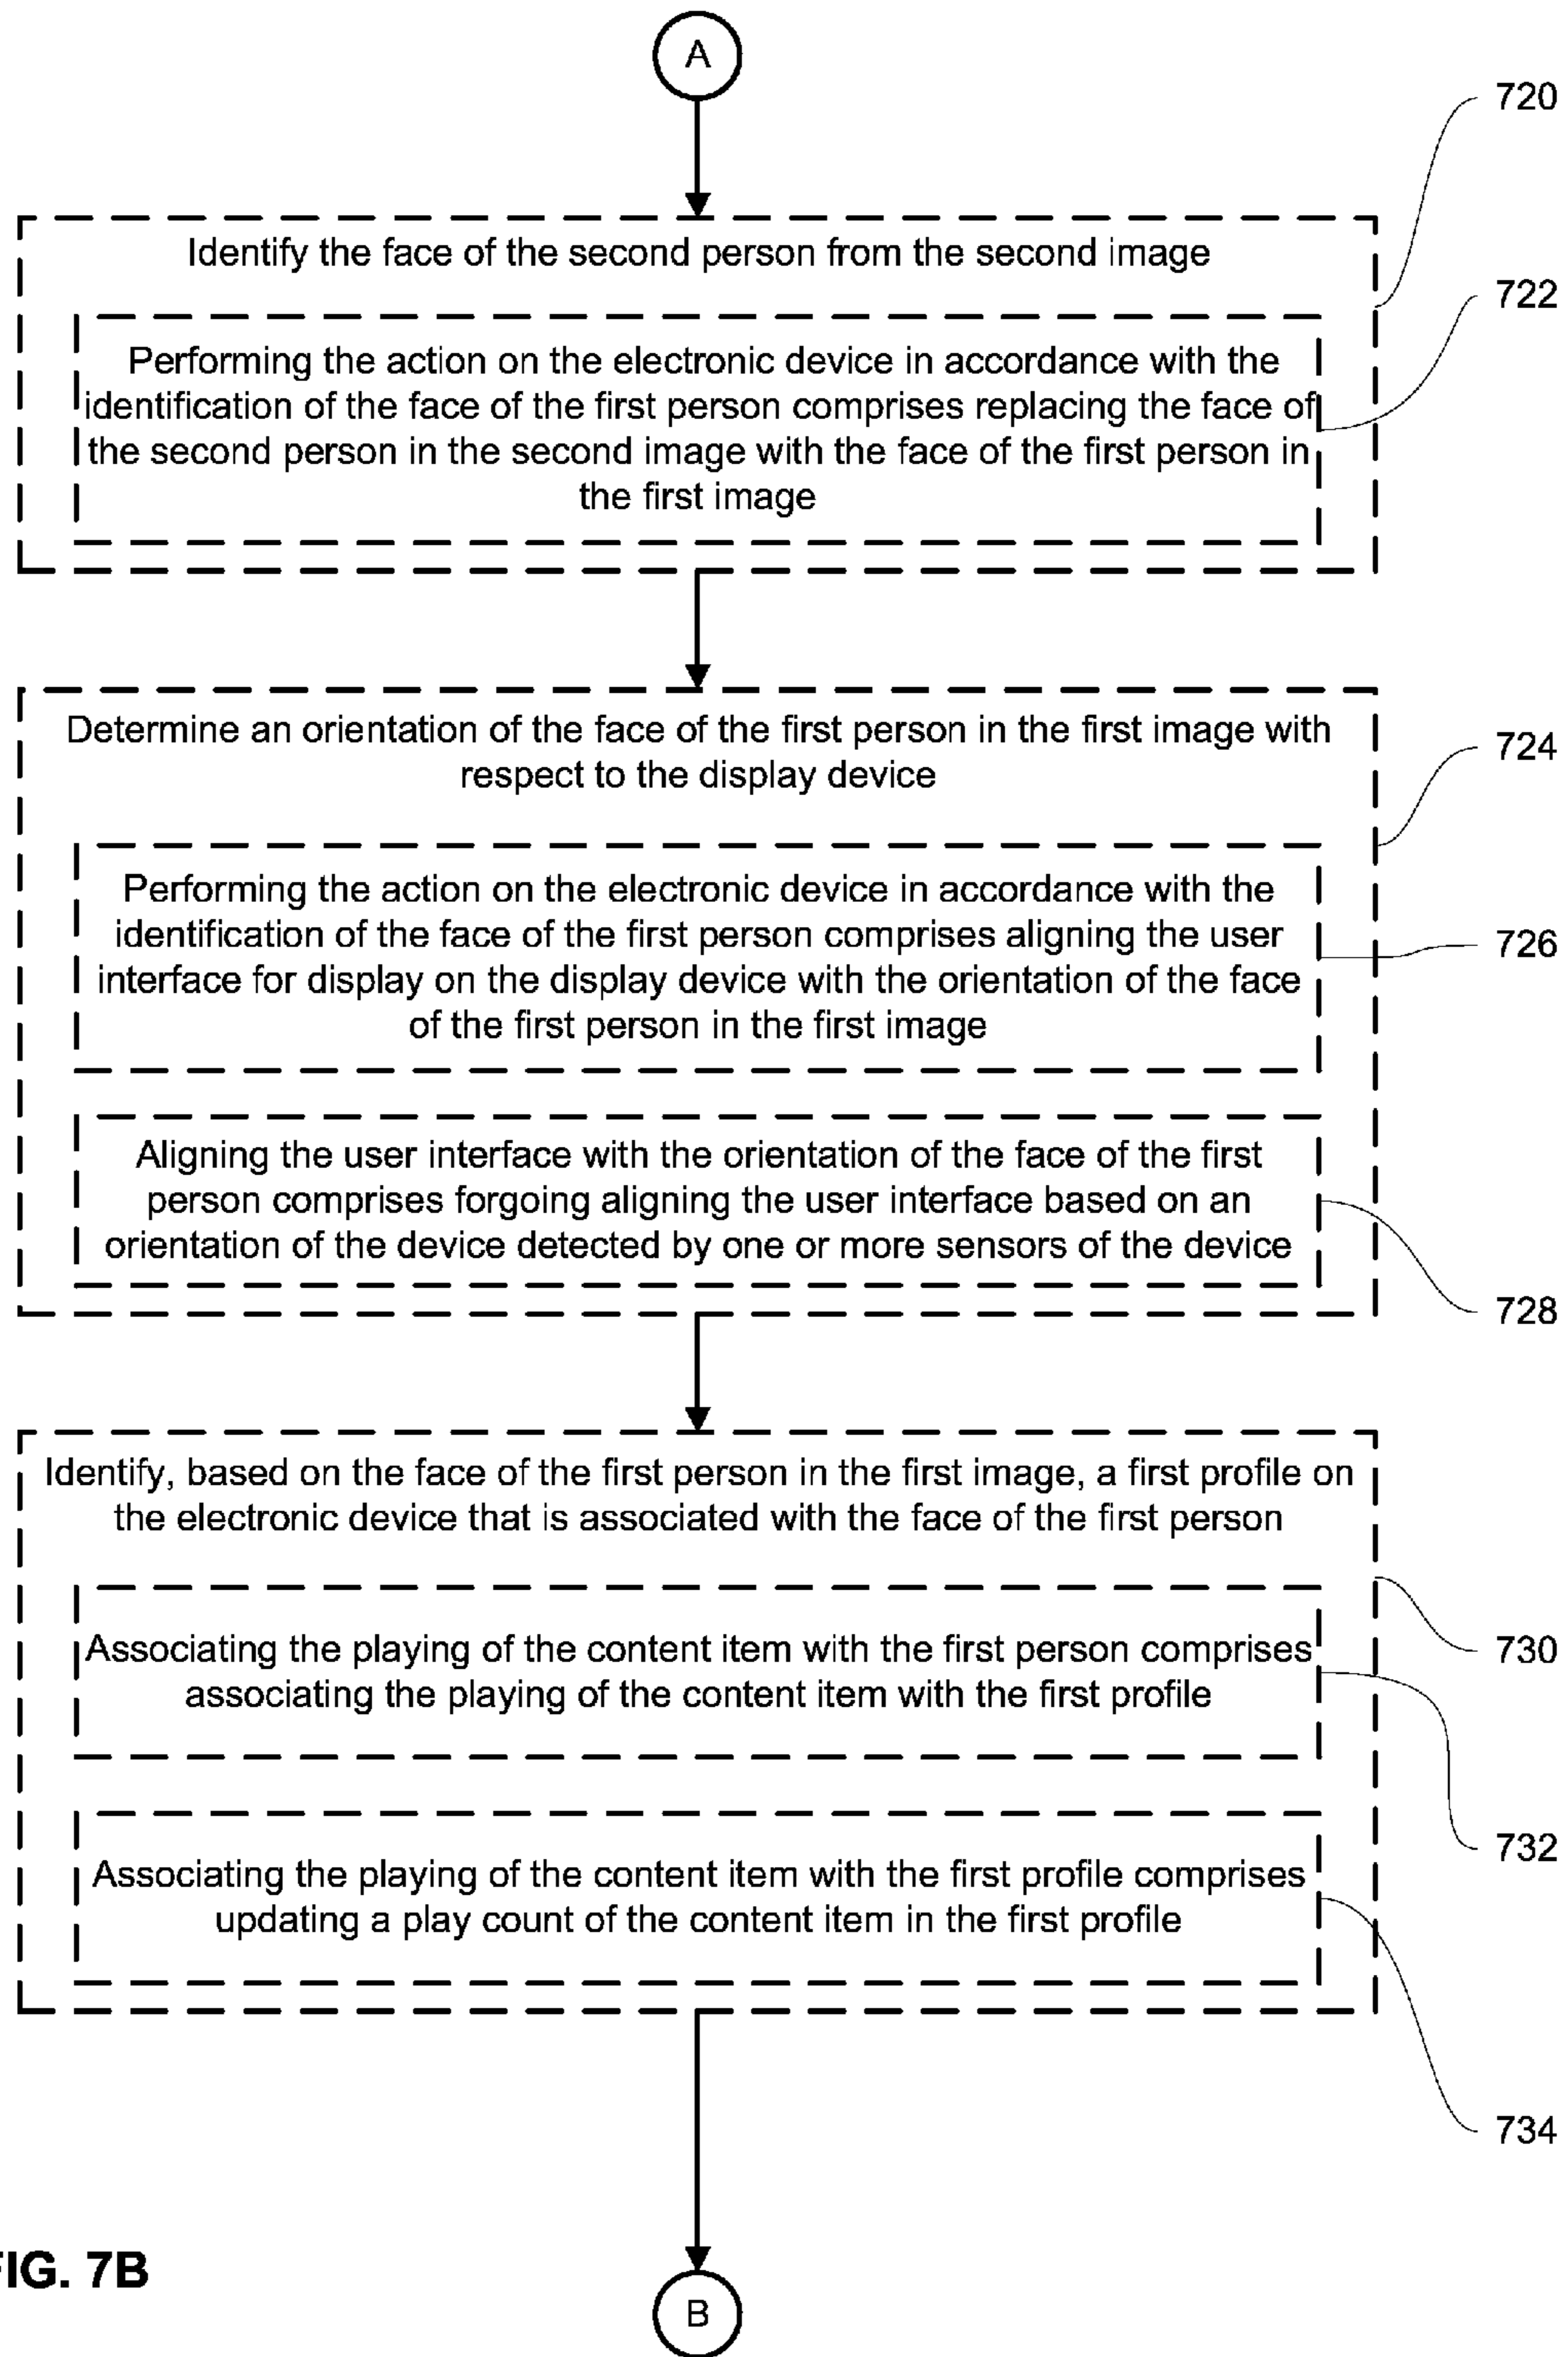 A
720
Identify the face of the second person from the second image
722
Performing the action on the electronic device in accordance with the
identification of the face of the first person comprises replacing the face of
the second person in the second image with the face of the first person in
the first image
Determine an orientation of the face of the first person in the first image with
respect to the display device
724
Performing the action on the electronic device in accordance with the
identification of the face of the first person comprises aligning the user
interface for display on the display device with the orientation of the face
of the first person in the first image
726
Aligning the user interface with the orientation of the face of the first
person comprises forgoing aligning the user interface based on an
orientation of the device detected by one or more sensors of the device
728
Identify, based on the face of the first person in the first image, a first profile on
the electronic device that is associated with the face of the first person
730
Associating the playing of the content item with the first person comprises
associating the playing of the content item with the first profile
732
Associating the playing of the content item with the first profile comprises
updating a play count of the content item in the first profile
734
FIG. 7B
B